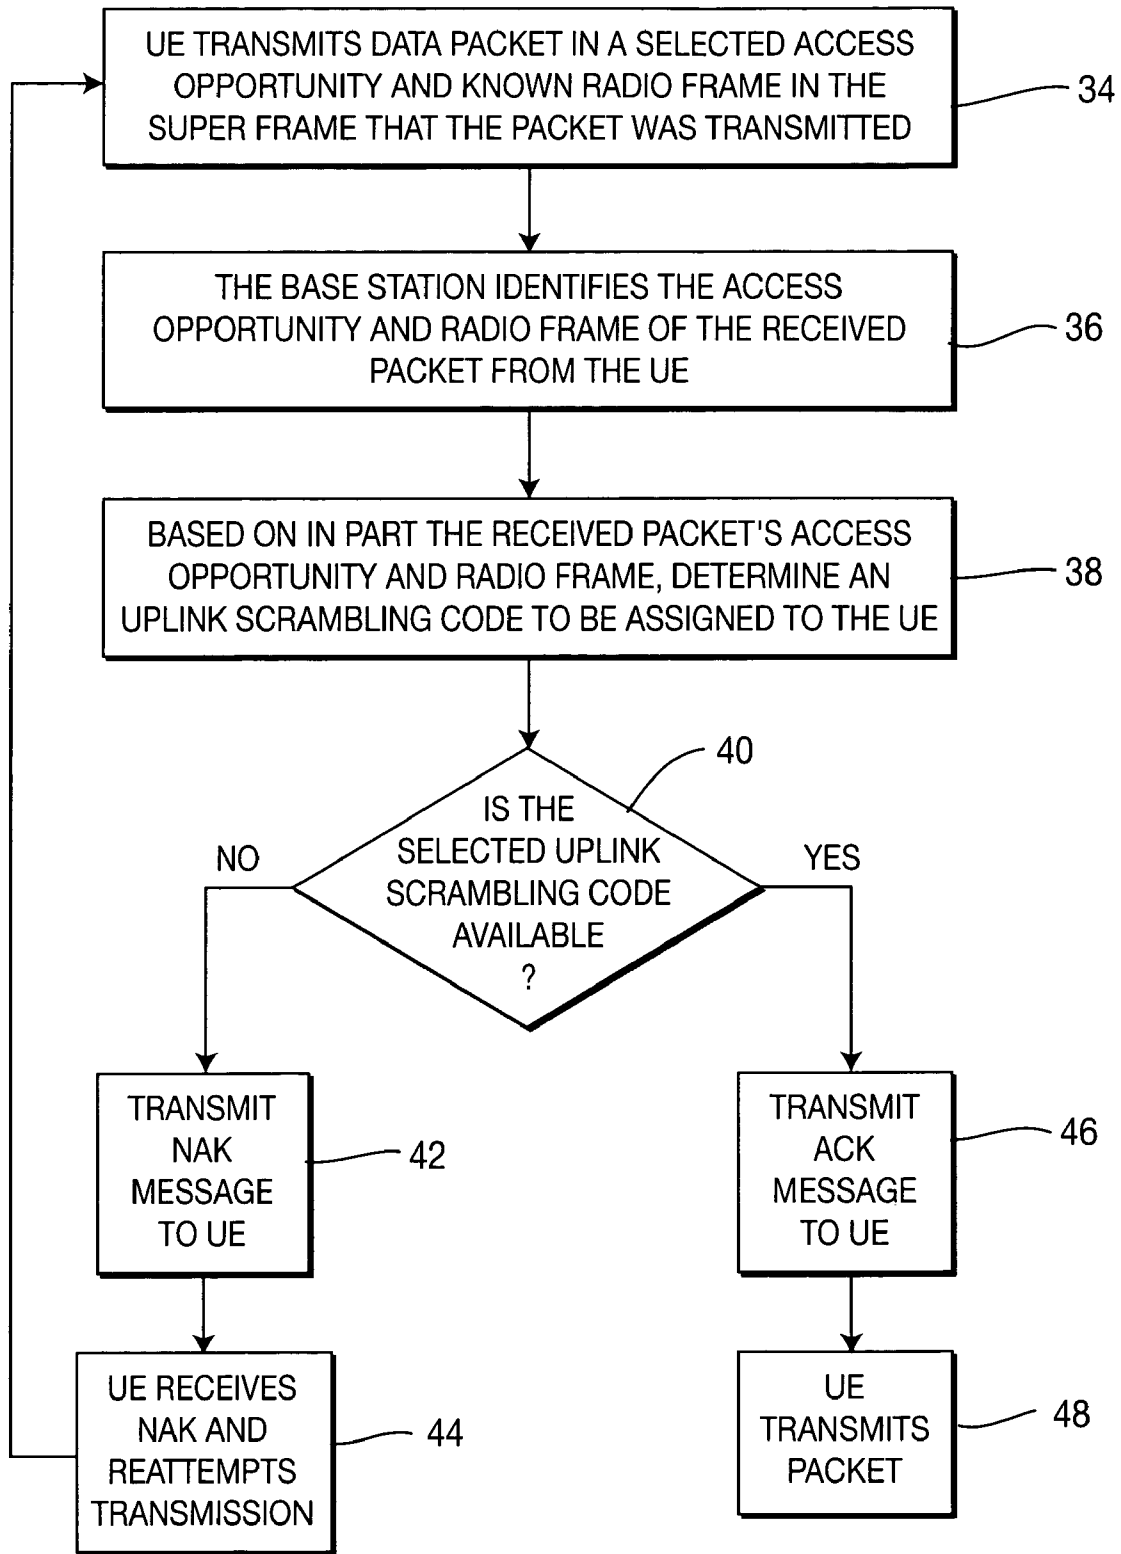 UE TRANSMITS DATA PACKET IN A SELECTED ACCESS
OPPORTUNITY AND KNOWN RADIO FRAME IN THE
SUPER FRAME THAT THE PACKET WAS TRANSMITTED
34
THE BASE STATION IDENTIFIES THE ACCESS
OPPORTUNITY AND RADIO FRAME OF THE RECEIVED
PACKET FROM THE UE
36
BASED ON IN PART THE RECEIVED PACKET'S ACCESS
OPPORTUNITY AND RADIO FRAME, DETERMINE AN
UPLINK SCRAMBLING CODE TO BE ASSIGNED TO THE UE
38
40
IS THE
SELECTED UPLINK
SCRAMBLING CODE
AVAILABLE
?
NO
YES
TRANSMIT
NAK
MESSAGE
TO UE
42
TRANSMIT
ACK
MESSAGE
TO UE
46
UE RECEIVES
NAK AND
REATTEMPTS
TRANSMISSION
44
UE
TRANSMITS
PACKET
48